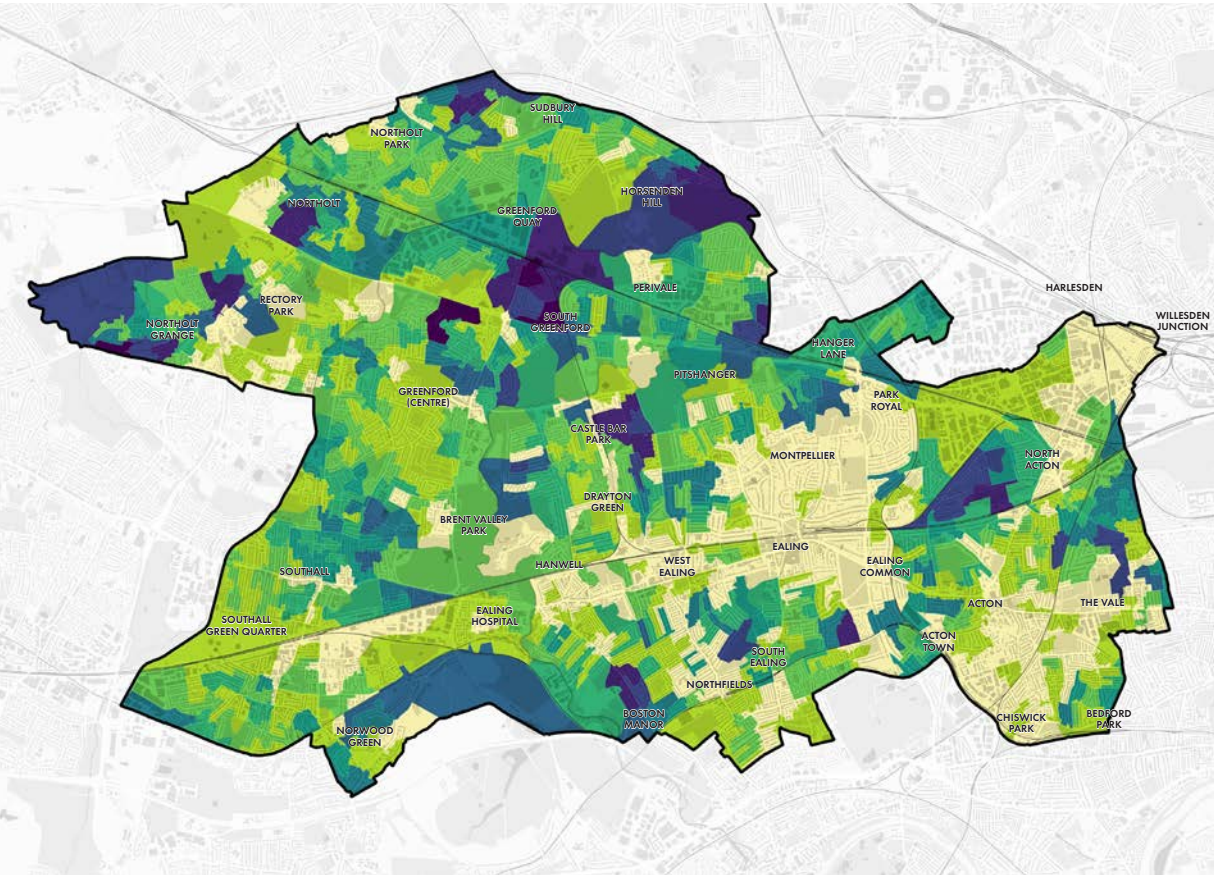 SUDBURY
HILL
NORTHOLT
PARK
HORSENDEN
HILL
NORTHOLT
GREENFORD
QUAY
PERIVALE
HARLESDEN
RECTORY
PARK
WILLESDEN
JUNCTION
NORTHOLT
GRANGE
SOUTH
GREENFORD
HANGER
LANE
PITSHANGER
GREENFORD
(CENTRE)
PARK
ROYAL
CASTLE BAR
PARK
MONTPELLIER
NORTH
ACTON
DRAYTON
GREEN
BRENT VALLEY
PARK
EALING
HANWELL
WEST
EALING
EALING
COMMON
SOUTHALL
ACTON
THE VALE
EALING
HOSPITAL
SOUTHALL
GREEN QUARTER
ACTON
TOWN
SOUTH
EALING
NORTHFIELDS
BOSTON
MANOR
CHISWICK
PARK
BEDFORD
PARK
NORWOOD
GREEN